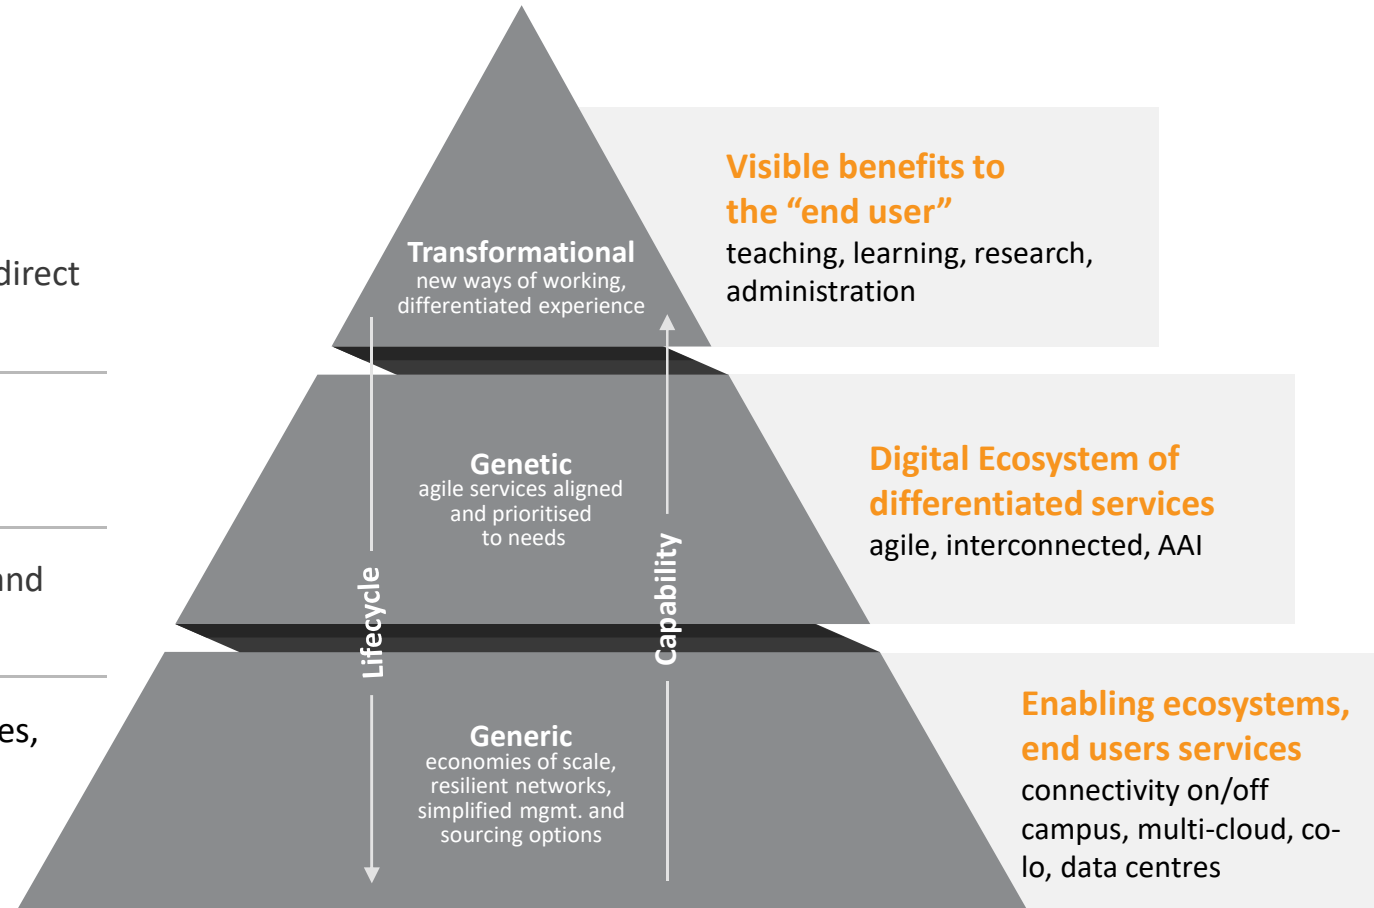 direct
and
es,
Transformational
new ways of working,
differentiated experience
Visible benefits to
the “end user”
teaching, learning, research,
administration
Genetic
agile services aligned
and prioritised
to needs
Lifecycle
Capability
Digital Ecosystem of
differentiated services
agile, interconnected, AAI
Generic
economies of scale,
resilient networks,
simplified mgmt. and
sourcing options
Enabling ecosystems,
end users services
connectivity on/off
campus, multi-cloud, co-
lo, data centres